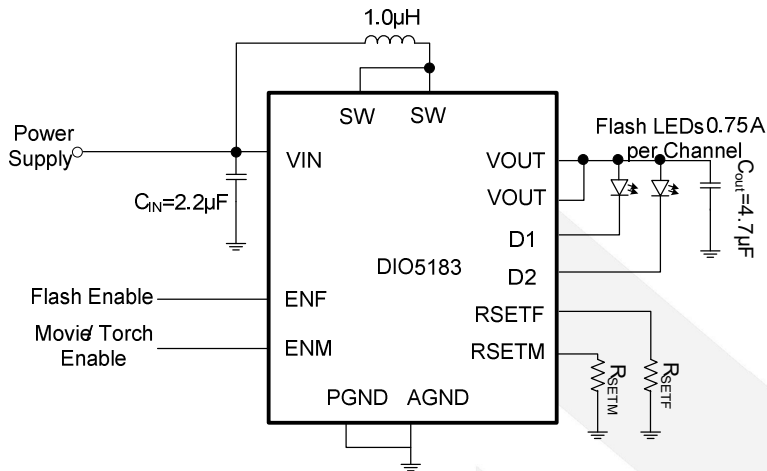 1.0µH
SW
SW
Power
Supply
VIN
Flash LEDs 0.75A
per Channel
VOUT
VOUT
CIN=2.2µF
Cout=4.7µF
D1
DIO5183
D2
Flash Enable
ENF
RSETF
Movie/ Torch
Enable
ENM
RSETM
RSETM
RSETF
PGND
AGND